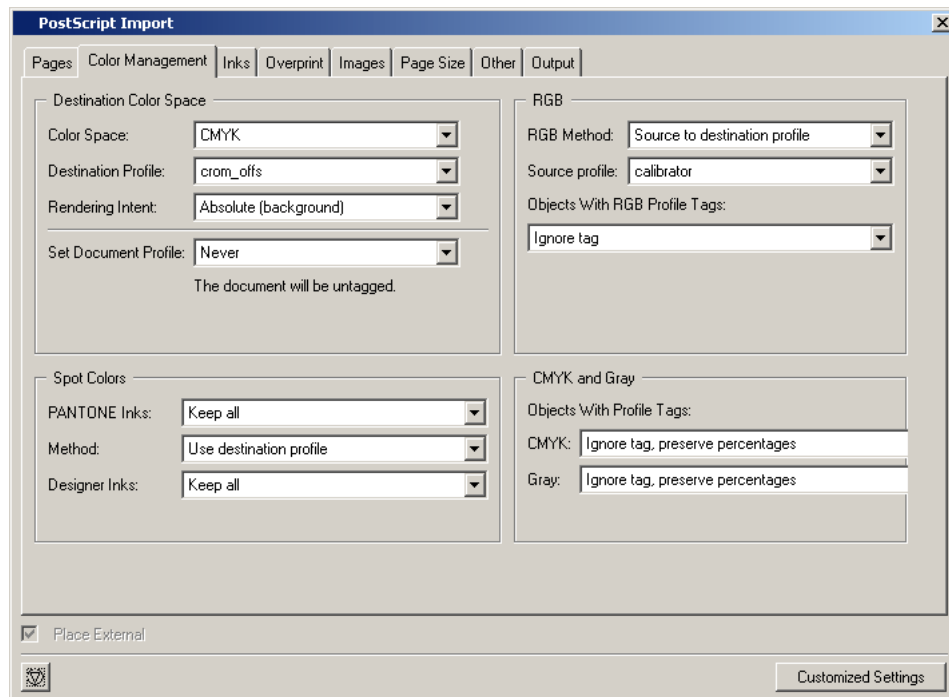 PostScript Import
Pages Color Management Inks Overprint Images Page Size Other Output
Destination Color Space
Color Space: CMYK
Destination Profile: crom_offs
Rendering Intent: Absolute (background)
Set Document Profile: Never
The document will be untagged.
RGB
RGB Method: Source to destination profile
Source profile: calibrator
Objects With RGB Profile Tags:
Ignore tag
Spot Colors
PANTONE Inks: Keep all
Method: Use destination profile
Designer Inks: Keep all
CMYK and Gray
Objects With Profile Tags:
CMYK: Ignore tag, preserve percentages
Gray: Ignore tag, preserve percentages
Place External
Customized Settings